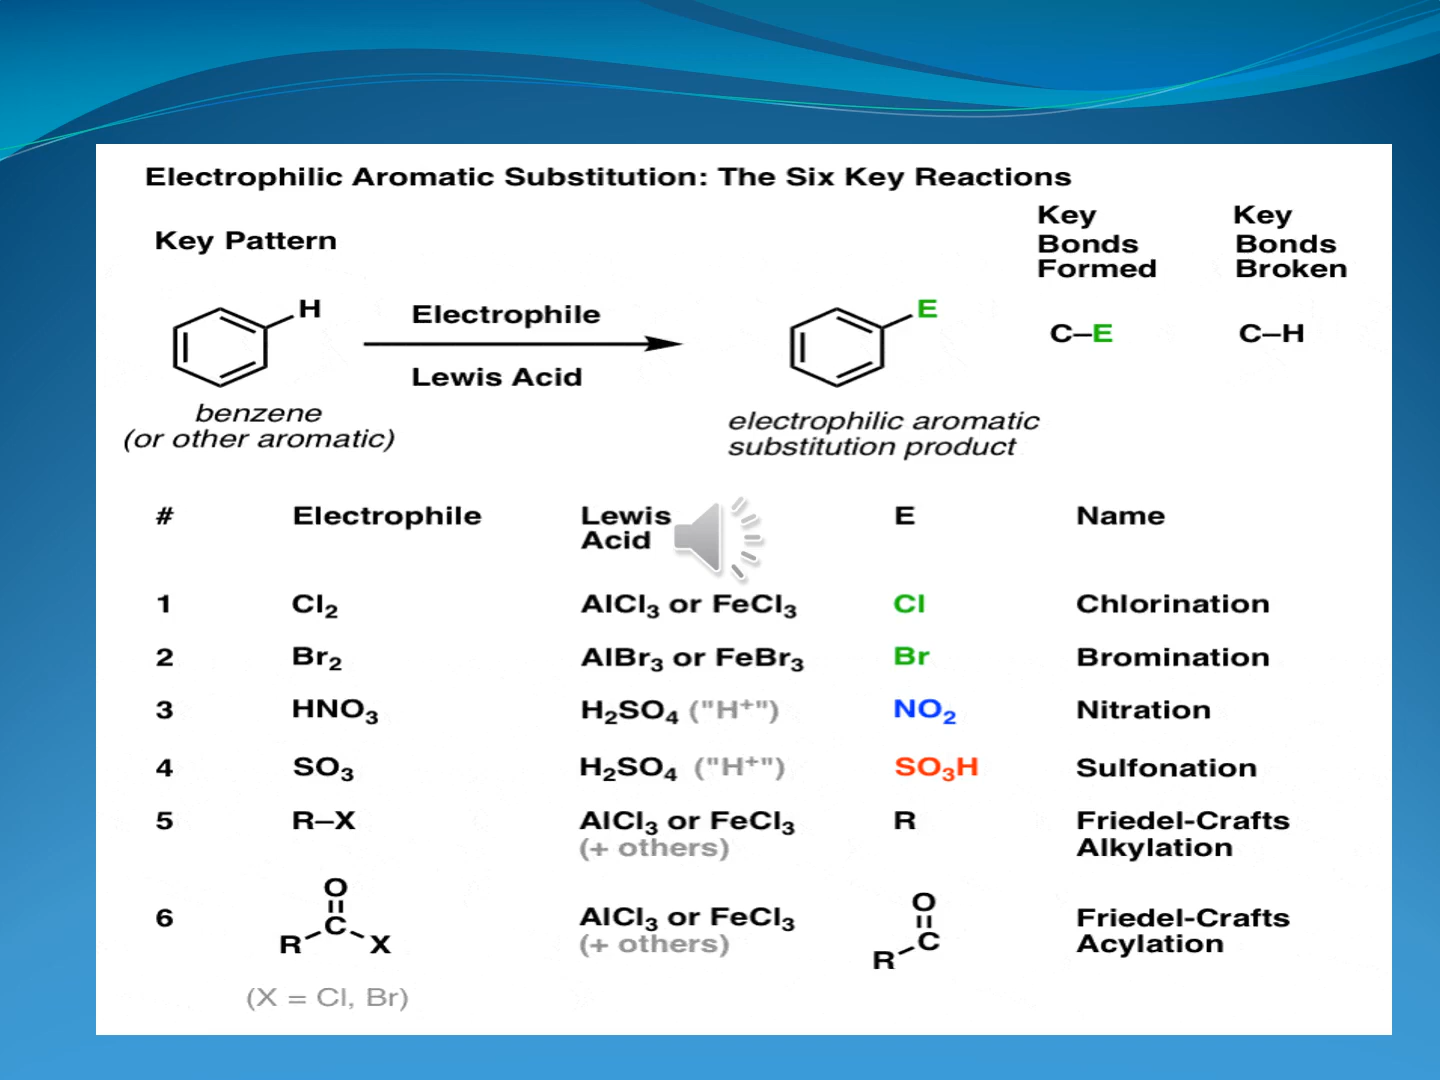 Electrophilic Aromatic Substitution: The Six Key Reactions
Key Pattern
Key Bonds Formed
Key Bonds Broken
H
Electrophile
Lewis Acid
E
C–E
C–H
benzene
(or other aromatic)
electrophilic aromatic
substitution product
# Electrophile Lewis Acid E Name
1 Cl₂ AlCl₃ or FeCl₃ Cl Chlorination
2 Br₂ AlBr₃ or FeBr₃ Br Bromination
3 HNO₃ H₂SO₄ ("H⁺") NO₂ Nitration
4 SO₃ H₂SO₄ ("H⁺") SO₃H Sulfonation
5 R–X AlCl₃ or FeCl₃ R Friedel-Crafts
(+ others) Alkylation
O O
6 C AlCl₃ or FeCl₃ C Friedel-Crafts
R X (+ others) R Acylation
(X = Cl, Br)